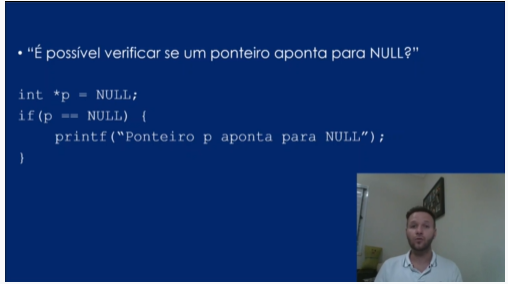 • “É possível verificar se um ponteiro aponta para NULL?”
int *p = NULL;
if(p == NULL) {
printf(“Ponteiro p aponta para NULL”);
}